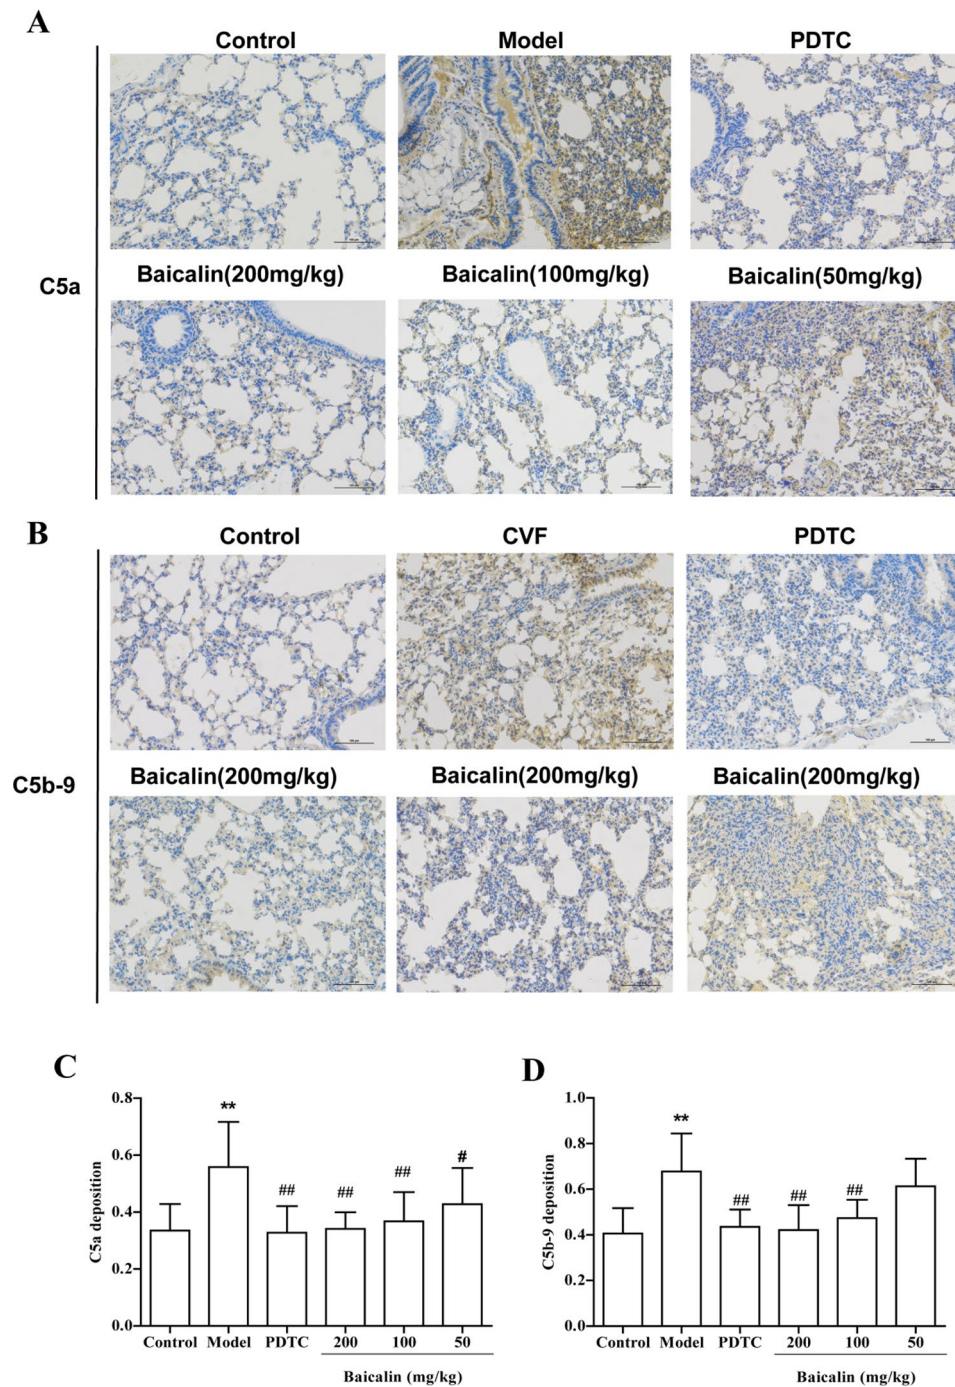 A
Control Model PDTC
C5a
Baicalin(200mg/kg) Baicalin(100mg/kg) Baicalin(50mg/kg)
B
Control CVF PDTC
C5b-9
Baicalin(200mg/kg) Baicalin(200mg/kg) Baicalin(200mg/kg)
C
C5a deposition
0.8
0.6
0.4
0.2
0.0
** ## ## ## #
Control Model PDTC 200 100 50
Baicalin (mg/kg)
D
C5b-9 deposition
1.0
0.8
0.6
0.4
0.2
0.0
** ## ## ##
Control Model PDTC 200 100 50
Baicalin (mg/kg)